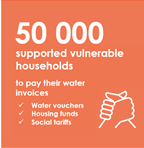 50 000
supported vulnerable
households
to pay their water
invoices
✓ Water vouchers
✓ Housing funds
✓ Social tariffs